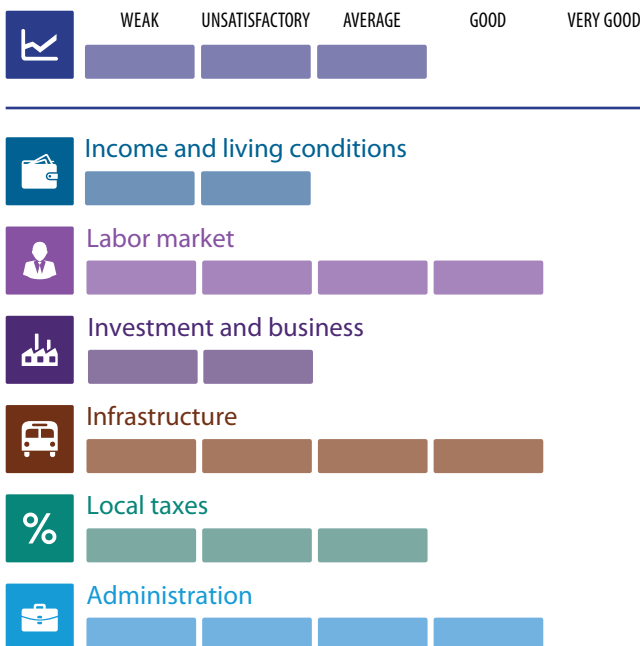 WEAK UNSATISFACTORY AVERAGE GOOD VERY GOOD
Income and living conditions
Labor market
Investment and business
Infrastructure
Local taxes
%
Administration